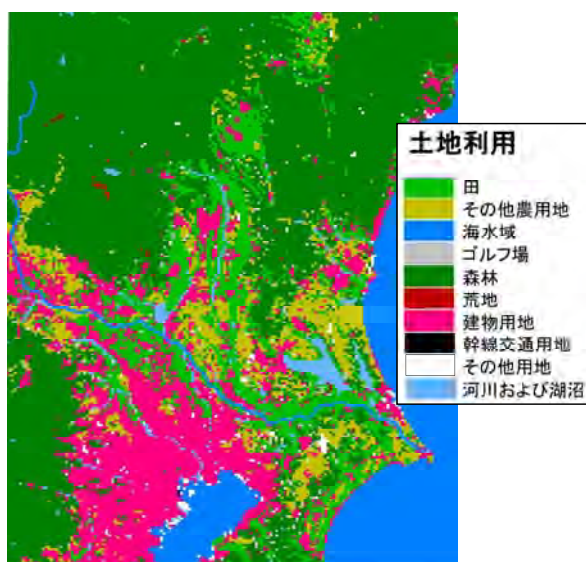 土地利用
田
その他農用地
海水域
ゴルフ場
森林
荒地
建物用地
幹線交通用地
その他用地
河川および湖沼